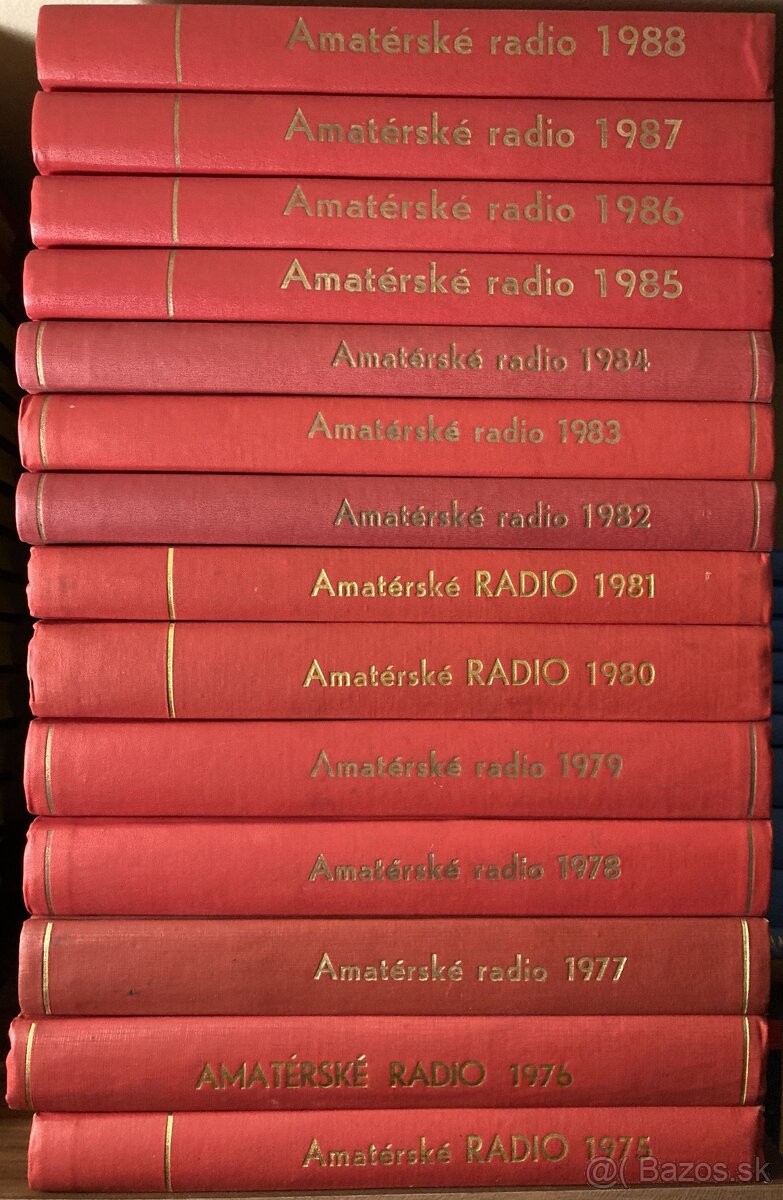 Amatérské radio 1988
Amatérské radio 1987
Amatérské radio 1986
Amatérské radio 1985
Amatérské radio 1984
Amatérské radio 1983
Amatérské radio 1982
Amatérské RADIO 1981
Amatérské RADIO 1980
Amatérské radio 1979
Amatérské radio 1978
Amatérské radio 1977
AMATÉRSKÉ RADIO 1976
Amatérské RADIO 1975
@( Bazos.sk